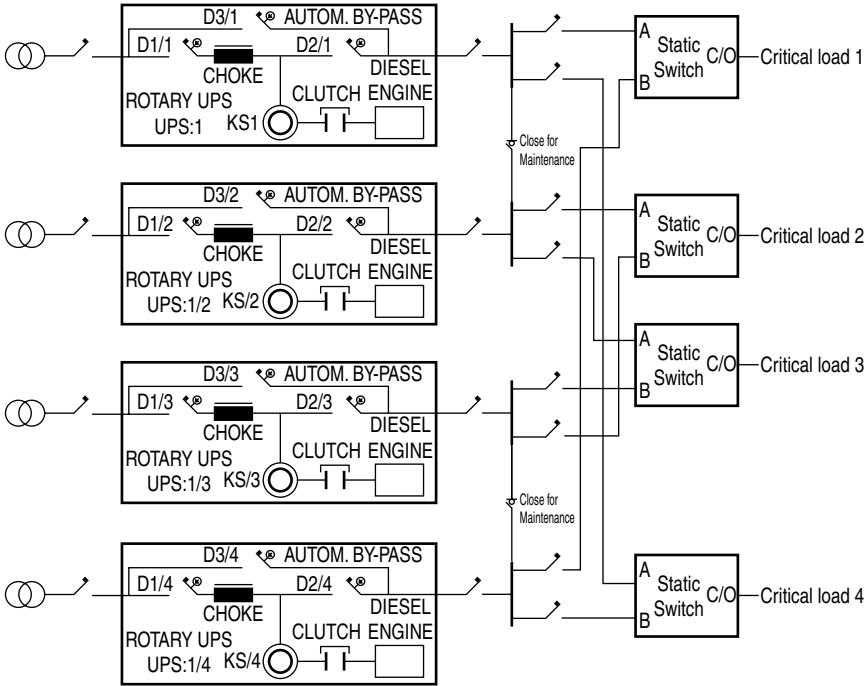 D3/1 AUTOM. BY-PASS
D1/1 D2/1
CHOKE DIESEL
ROTARY UPS CLUTCH ENGINE
UPS:1 KS1
A
Static
Switch C/O Critical load 1
B
Close for
Maintenance
D3/2 AUTOM. BY-PASS
D1/2 D2/2
CHOKE DIESEL
ROTARY UPS CLUTCH ENGINE
UPS:1/2 KS/2
A
Static
Switch C/O Critical load 2
B
A
Static
Switch C/O Critical load 3
B
D3/3 AUTOM. BY-PASS
D1/3 D2/3
CHOKE DIESEL
ROTARY UPS CLUTCH ENGINE
UPS:1/3 KS/3
Close for
Maintenance
D3/4 AUTOM. BY-PASS
D1/4 D2/4
CHOKE DIESEL
ROTARY UPS CLUTCH ENGINE
UPS:1/4 KS/4
A
Static
Switch C/O Critical load 4
B